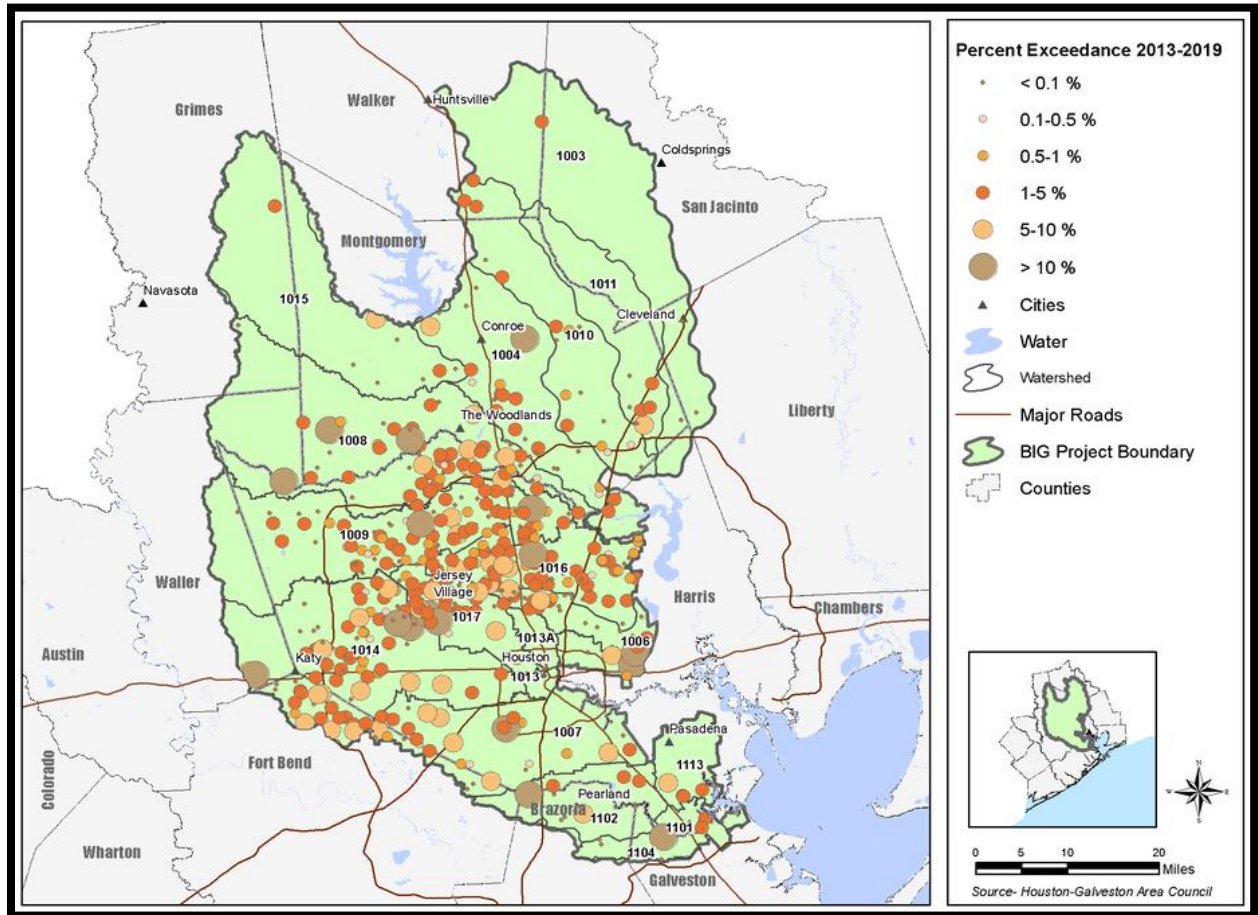 Grimes
Walker
Huntsville
1003
Coldsprings
San Jacinto
Montgomery
Navasota
1015
1011
Cleveland
Conroe
1010
1004
Liberty
The Woodlands
1008
1009
Waller
Jersey
Village
1016
Harris
Chambers
1017
1013A
1006
Austin
Katy
1014
Houston
1013
Colorado
Fort Bend
1007
Pasadena
1113
Pearland
Brazoria
1102
1101
1104
Wharton
Galveston
Percent Exceedance 2013-2019
< 0.1 %
0.1-0.5 %
0.5-1 %
1-5 %
5-10 %
> 10 %
Cities
Water
Watershed
Major Roads
BIG Project Boundary
Counties
N
W E
S
0 5 10 20
Miles
Source- Houston-Galveston Area Council